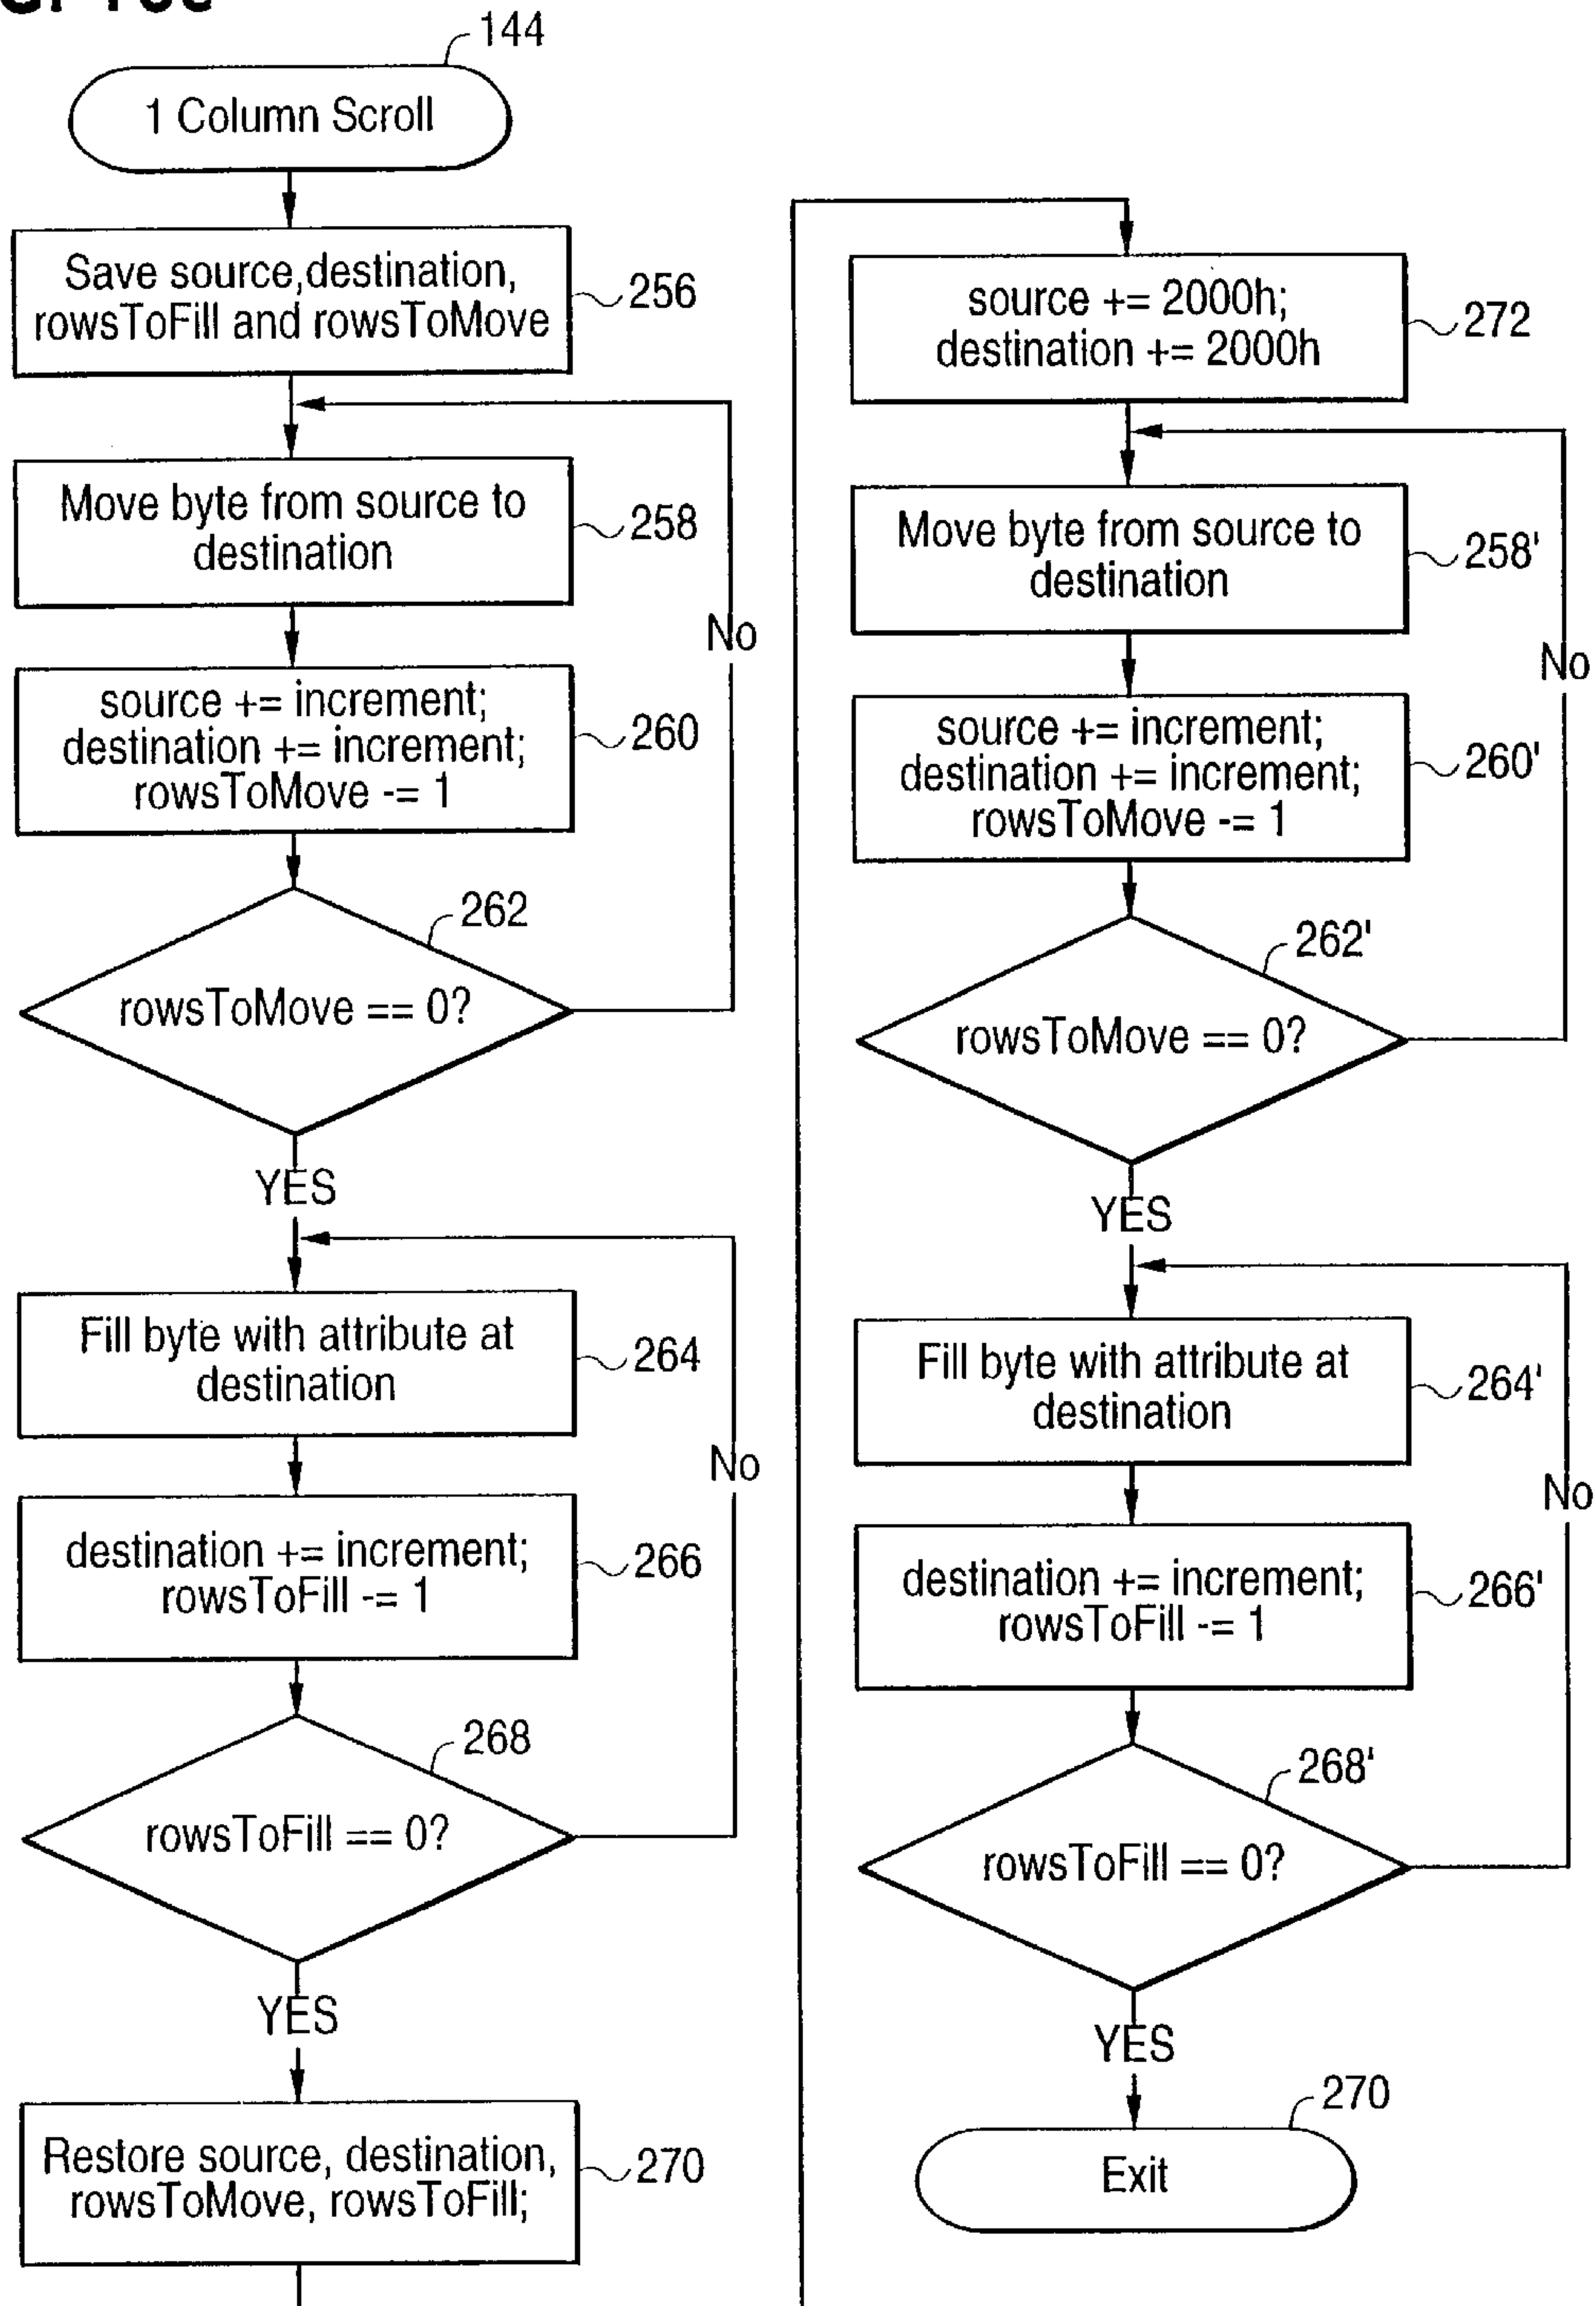 144
1 Column Scroll
Save source,destination,
rowsToFill and rowsToMove
256
Move byte from source to
destination
258
No
source += increment;
destination += increment;
rowsToMove -= 1
260
262
rowsToMove == 0?
YES
Fill byte with attribute at
destination
264
No
destination += increment;
rowsToFill -= 1
266
268
rowsToFill == 0?
YES
Restore source, destination,
rowsToMove, rowsToFill;
270
source += 2000h;
destination += 2000h
272
Move byte from source to
destination
258'
No
source += increment;
destination += increment;
rowsToMove -= 1
260'
262'
rowsToMove == 0?
YES
Fill byte with attribute at
destination
264'
No
destination += increment;
rowsToFill -= 1
266'
268'
rowsToFill == 0?
YES
270
Exit